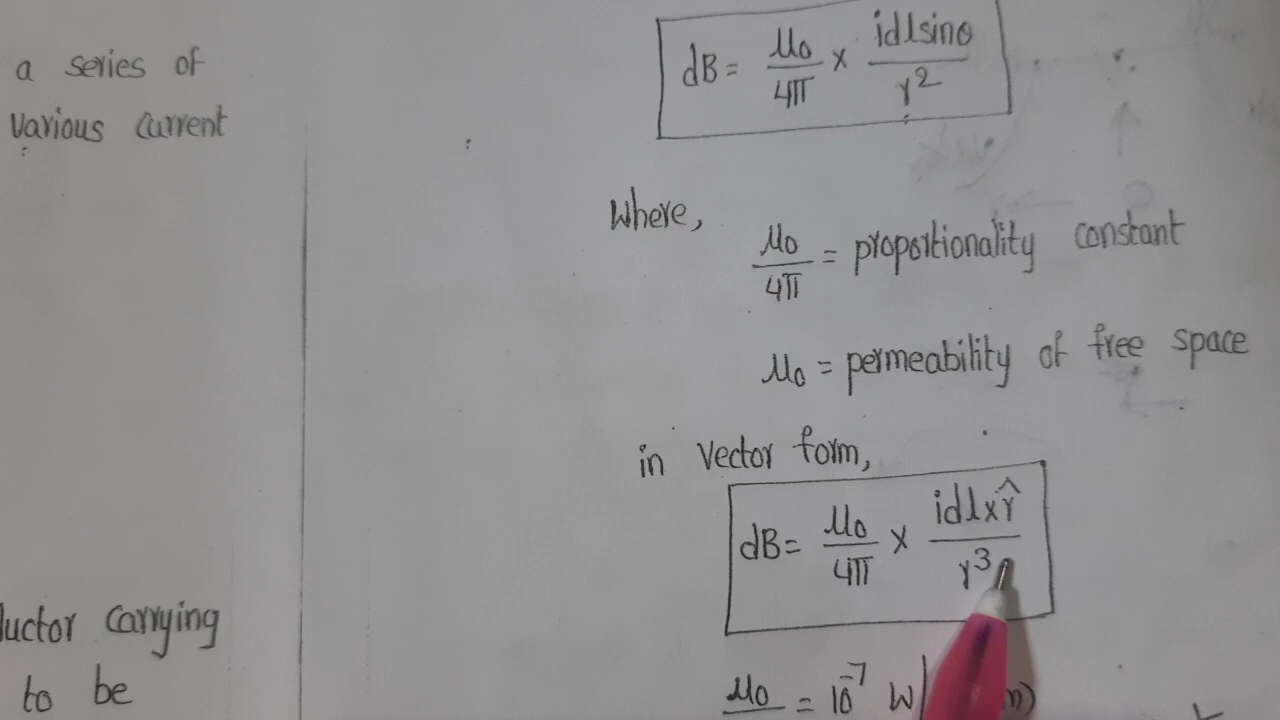 a series of
various current
luctor carrying
to be
dB = μ0/4π × idlsinθ/r²
where,
μ0/4π = proportionality constant
μ0 = permeability of free space
in vector form,
dB = μ0/4π × idl×r̂/r³
μ0 = 10⁻⁷ W/